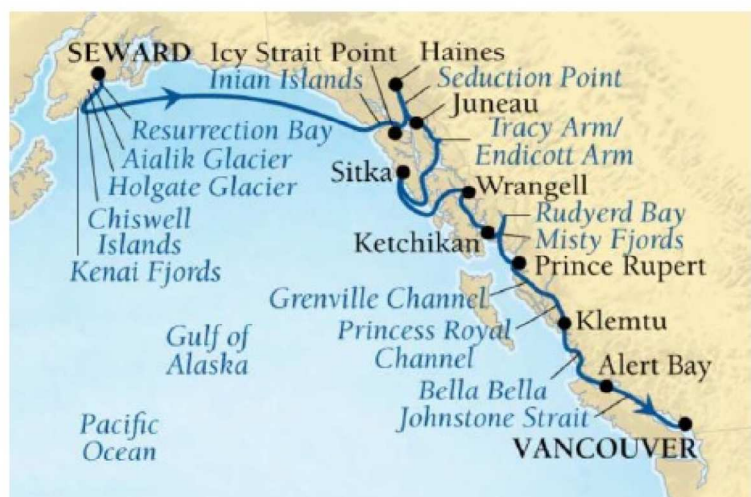 SEWARD
Icy Strait Point
Haines
Inian Islands
Seduction Point
Juneau
Resurrection Bay
Tracy Arm/
Endicott Arm
Aialik Glacier
Holgate Glacier
Sitka
Wrangell
Chiswell
Islands
Rudyerd Bay
Ketchikan
Misty Fjords
Kenai Fjords
Prince Rupert
Grenville Channel
Gulf of
Alaska
Princess Royal
Channel
Klemtu
Alert Bay
Bella Bella
Johnstone Strait
Pacific
Ocean
VANCOUVER